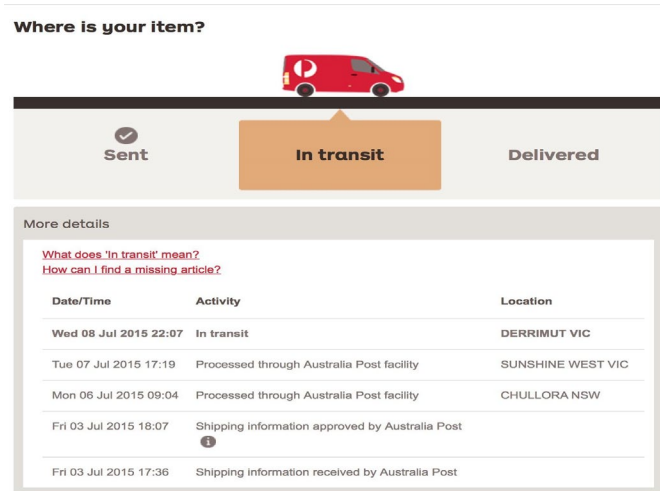 Where is your item?
Sent
In transit
Delivered
More details
What does 'In transit' mean?
How can I find a missing article?
Date/Time Activity Location
Wed 08 Jul 2015 22:07 In transit DERRIMUT VIC
Tue 07 Jul 2015 17:19 Processed through Australia Post facility SUNSHINE WEST VIC
Mon 06 Jul 2015 09:04 Processed through Australia Post facility CHULLORA NSW
Fri 03 Jul 2015 18:07 Shipping information approved by Australia Post
Fri 03 Jul 2015 17:36 Shipping information received by Australia Post